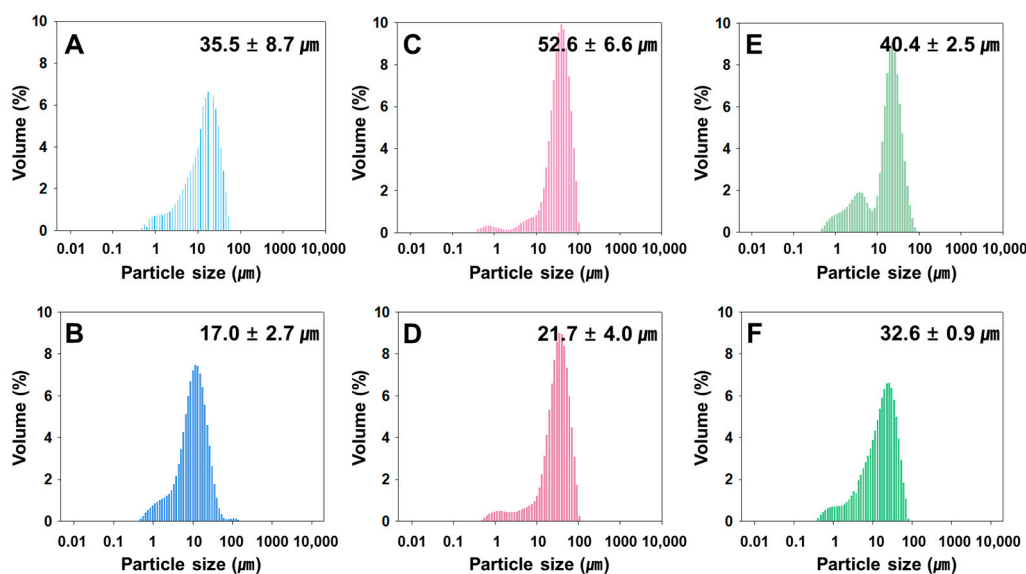 A
35.5 ± 8.7 µm
10
8
6
4
2
0
Volume (%)
0.01 0.1 1 10 100 1000 10,000
Particle size (µm)
C
52.6 ± 6.6 µm
10
8
6
4
2
0
Volume (%)
0.01 0.1 1 10 100 1000 10,000
Particle size (µm)
E
40.4 ± 2.5 µm
10
8
6
4
2
0
Volume (%)
0.01 0.1 1 10 100 1000 10,000
Particle size (µm)
B
17.0 ± 2.7 µm
10
8
6
4
2
0
Volume (%)
0.01 0.1 1 10 100 1000 10,000
Particle size (µm)
D
21.7 ± 4.0 µm
10
8
6
4
2
0
Volume (%)
0.01 0.1 1 10 100 1000 10,000
Particle size (µm)
F
32.6 ± 0.9 µm
10
8
6
4
2
0
Volume (%)
0.01 0.1 1 10 100 1000 10,000
Particle size (µm)